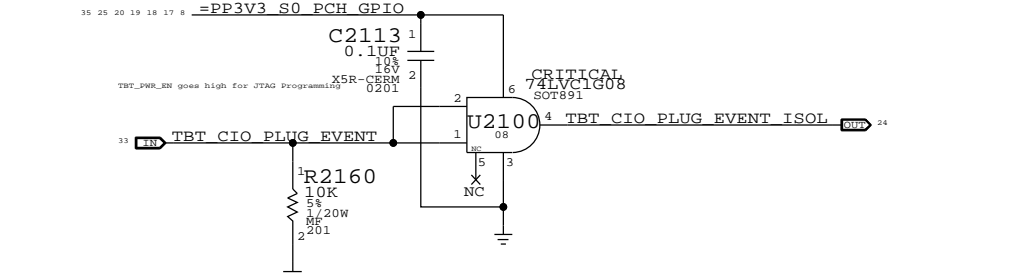 35 25 20 19 18 17 8 =PP3V3_S0_PCH_GPIO
C2113 1
0.1UF
10%
16V
X5R-CERM 2
0201
TBT_PWR_EN goes high for JTAG Programming
6
CRITICAL
74LVC1G08
SOT891
2
U2100
08
4 TBT_CIO_PLUG_EVENT_ISOL OUT 24
33 IN TBT_CIO_PLUG_EVENT 1
NC
5 3
NC
1 R2160
10K
5%
1/20W
MF
201
2